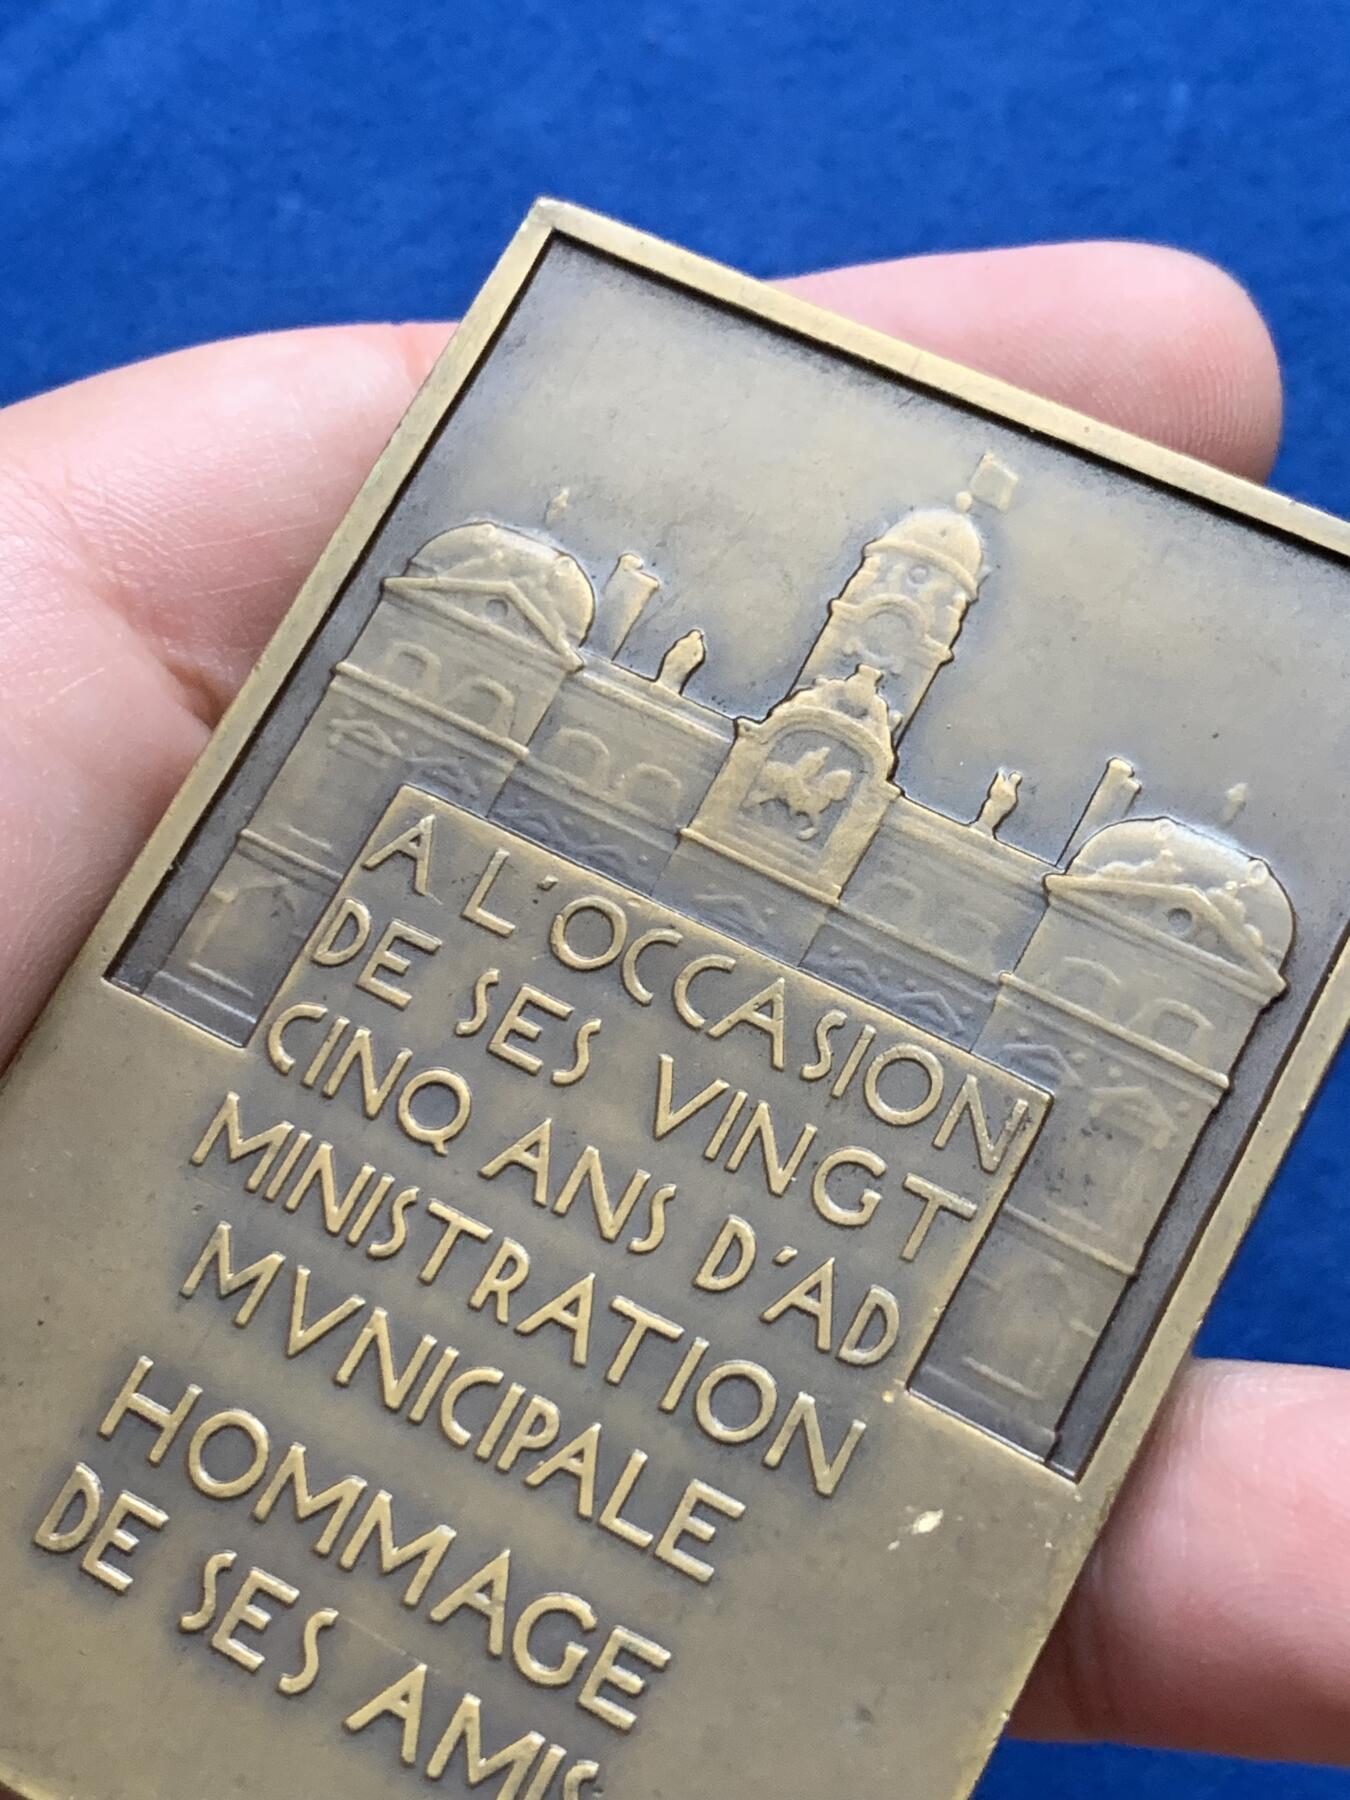 A L'OCCASION
DE SES VINGT
CINQ ANS D'AD
MINISTRATION
MVNICIPALE
HOMMAGE
DE SES AMIS